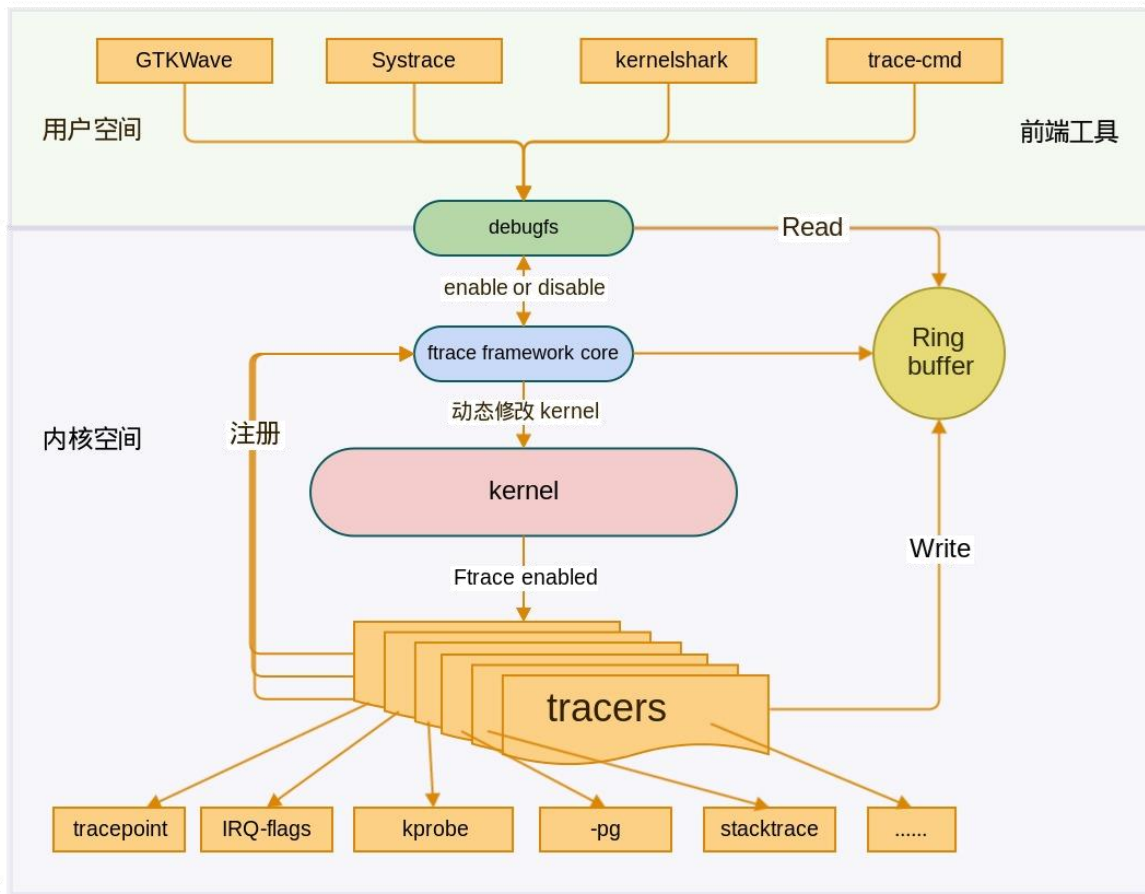 GTKWave
Systrace
kernelshark
trace-cmd
用户空间
前端工具
debugfs
Read
enable or disable
ftrace framework core
Ring
buffer
动态修改 kernel
注册
内核空间
kernel
Write
Ftrace enabled
tracers
tracepoint
IRQ-flags
kprobe
-pg
stacktrace
......